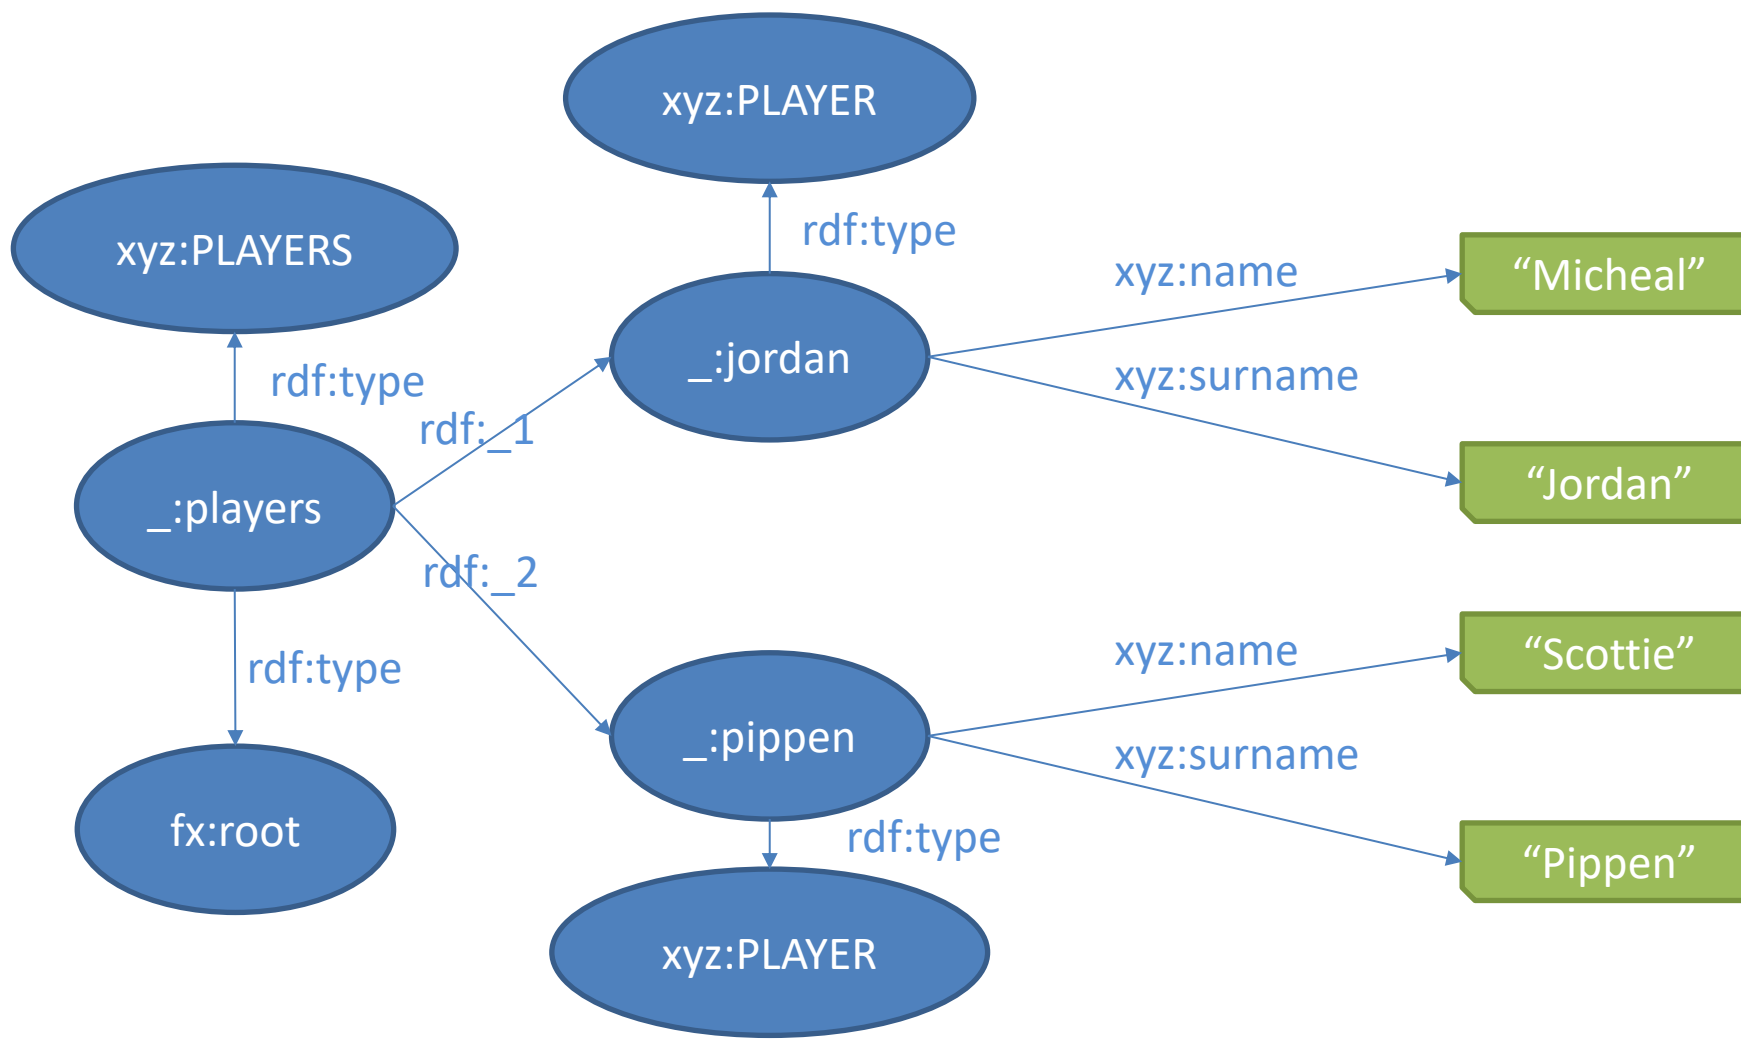 xyz:PLAYER
xyz:PLAYERS
rdf:type
xyz:name
“Micheal”
_:jordan
rdf:type
xyz:surname
rdf:_1
“Jordan”
_:players
rdf:_2
xyz:name
“Scottie”
rdf:type
_:pippen
xyz:surname
fx:root
rdf:type
“Pippen”
xyz:PLAYER